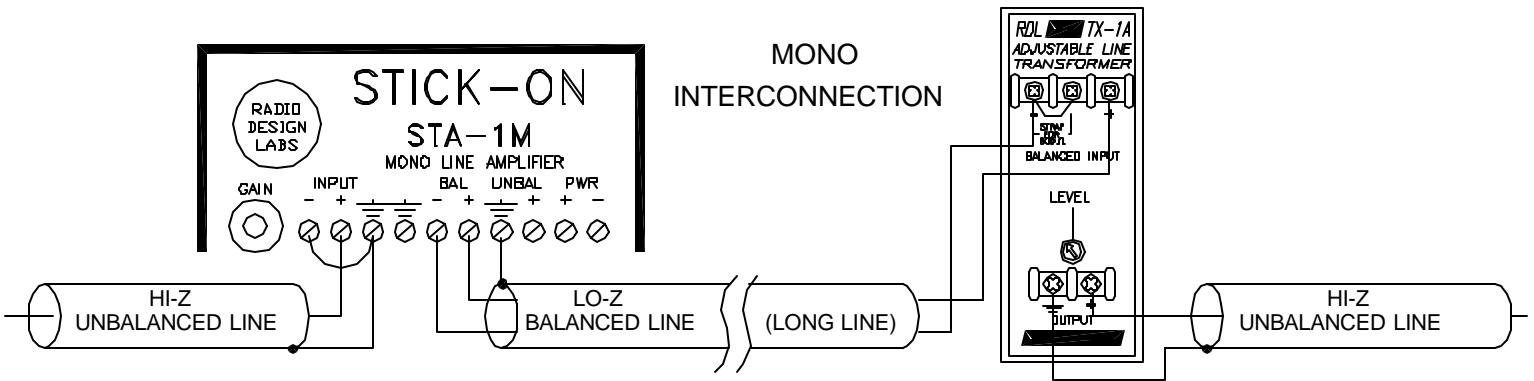 STICK-ON
RADIO
DESIGN
LABS
STA-1M
MONO LINE AMPLIFIER
GAIN
INPUT
BAL
UNBAL
PWR
- + - + + + -
HI-Z
UNBALANCED LINE
MONO
INTERCONNECTION
LO-Z
BALANCED LINE
(LONG LINE)
RDL TX-1A
ADJUSTABLE LINE
TRANSFORMER
- +
STRAP
FOR
BALANCED INPUT
LEVEL
+
OUTPUT
HI-Z
UNBALANCED LINE